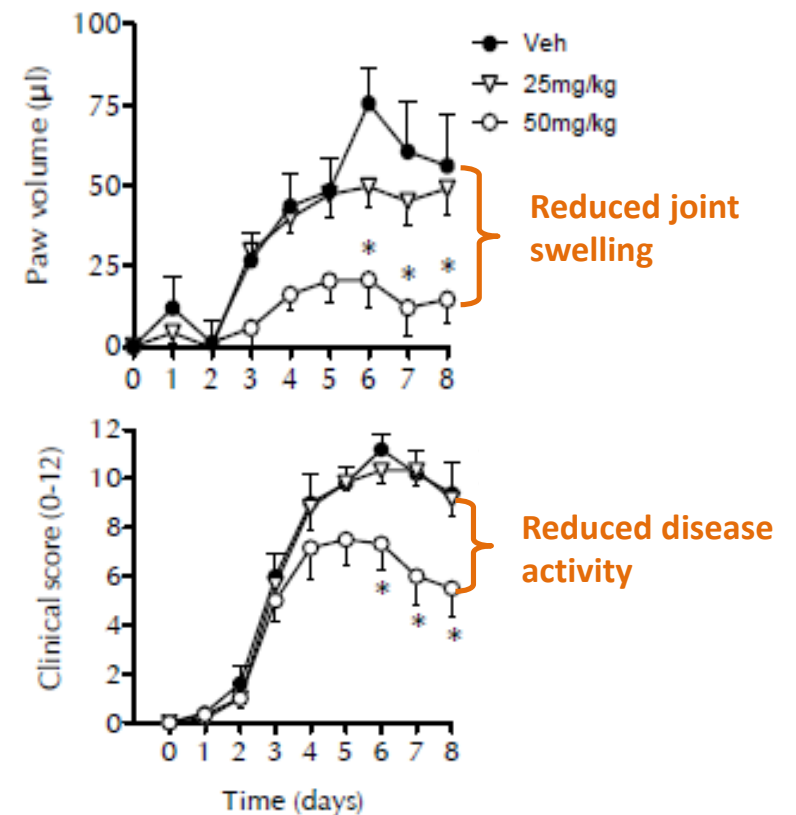 100
75
50
25
0
Paw volume (µl)
Veh
25mg/kg
50mg/kg
* * *
Reduced joint
swelling
0 1 2 3 4 5 6 7 8
12
10
8
6
4
2
0
Clinical score (0-12)
* * *
Reduced disease
activity
0 1 2 3 4 5 6 7 8
Time (days)